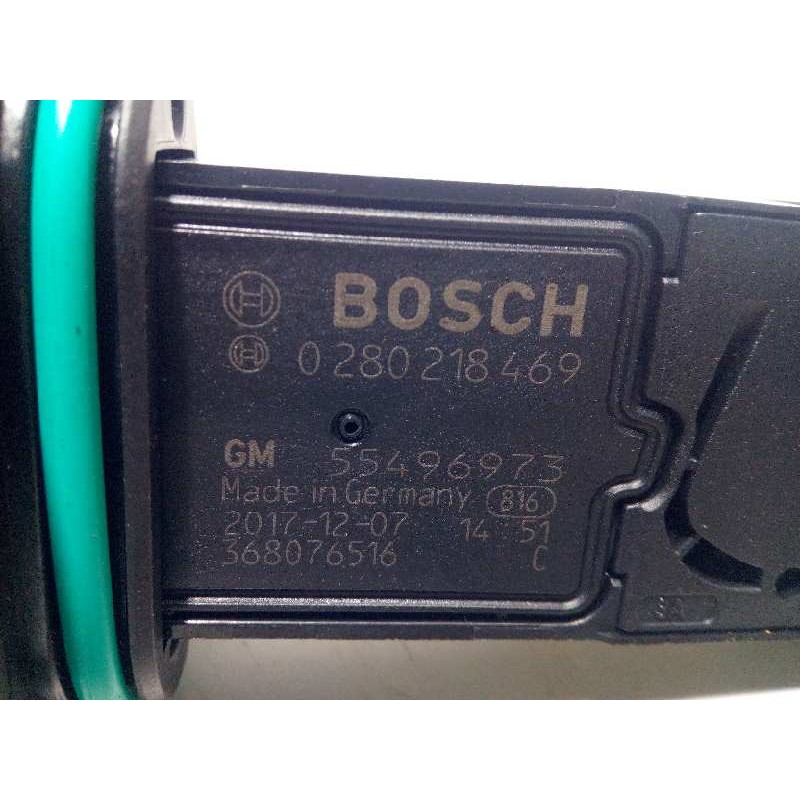 BOSCH
0 280 218 469
GM 55496973
Made in Germany 816
2017-12-07 14 51
368076516 C